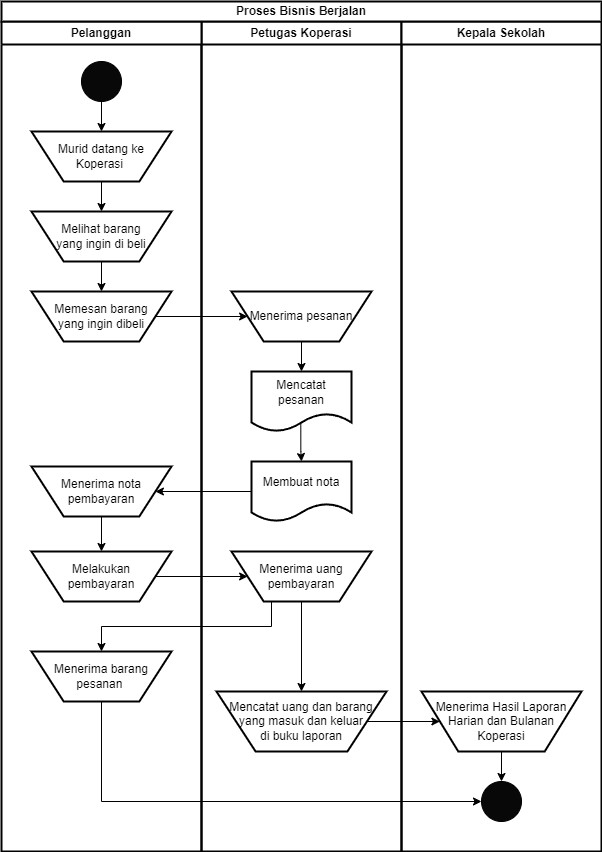 Proses Bisnis Berjalan
Pelanggan
Petugas Koperasi
Kepala Sekolah
Murid datang ke
Koperasi
Melihat barang
yang ingin di beli
Memesan barang
yang ingin dibeli
Menerima pesanan
Mencatat
pesanan
Membuat nota
Menerima nota
pembayaran
Melakukan
pembayaran
Menerima uang
pembayaran
Menerima barang
pesanan
Mencatat uang dan barang
yang masuk dan keluar
di buku laporan
Menerima Hasil Laporan
Harian dan Bulanan
Koperasi